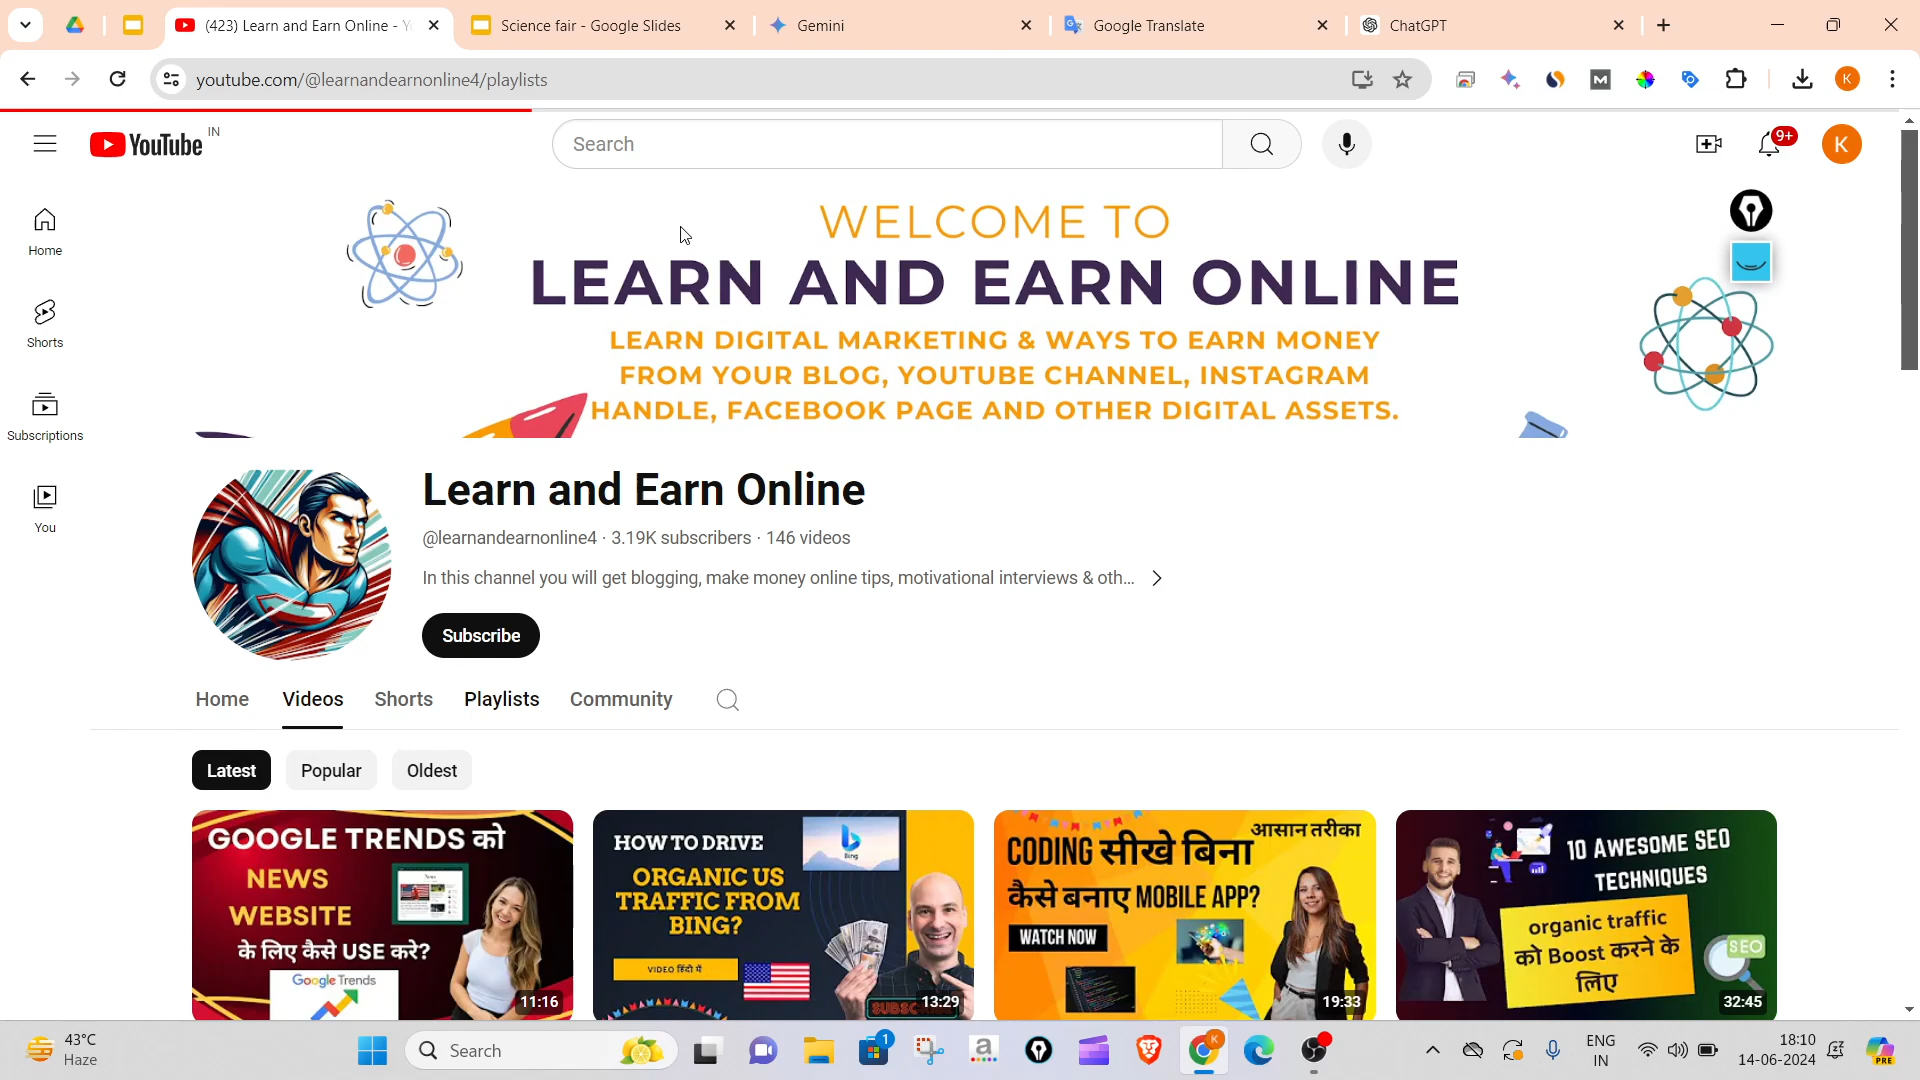 (423) Learn and Earn Online - Y
Science fair - Google Slides
Gemini
Google Translate
ChatGPT
youtube.com/@learnandearnonline4/playlists
M
K
YouTube IN
Search
9+
K
Home
Shorts
Subscriptions
You
WELCOME TO
LEARN AND EARN ONLINE
LEARN DIGITAL MARKETING & WAYS TO EARN MONEY
FROM YOUR BLOG, YOUTUBE CHANNEL, INSTAGRAM
HANDLE, FACEBOOK PAGE AND OTHER DIGITAL ASSETS.
Learn and Earn Online
@learnandearnonline4 · 3.19K subscribers · 146 videos
In this channel you will get blogging, make money online tips, motivational interviews & oth...
Subscribe
Home Videos Shorts Playlists Community
Latest Popular Oldest
GOOGLE TRENDS को
NEWS
WEBSITE
के लिए कैसे USE करे?
Google Trends
11:16
HOW TO DRIVE
Bing
ORGANIC US
TRAFFIC FROM
BING?
VIDEO हिंदी में
SUBSC
13:29
आसान तरीका
CODING सीखे बिना
कैसे बनाए MOBILE APP?
WATCH NOW
19:33
10 AWESOME SEO
TECHNIQUES
organic traffic
को Boost करने के
लिए
SEO
32:45
43°C
Haze
Search
1
a
K
ENG
IN
18:10
14-06-2024
PRE